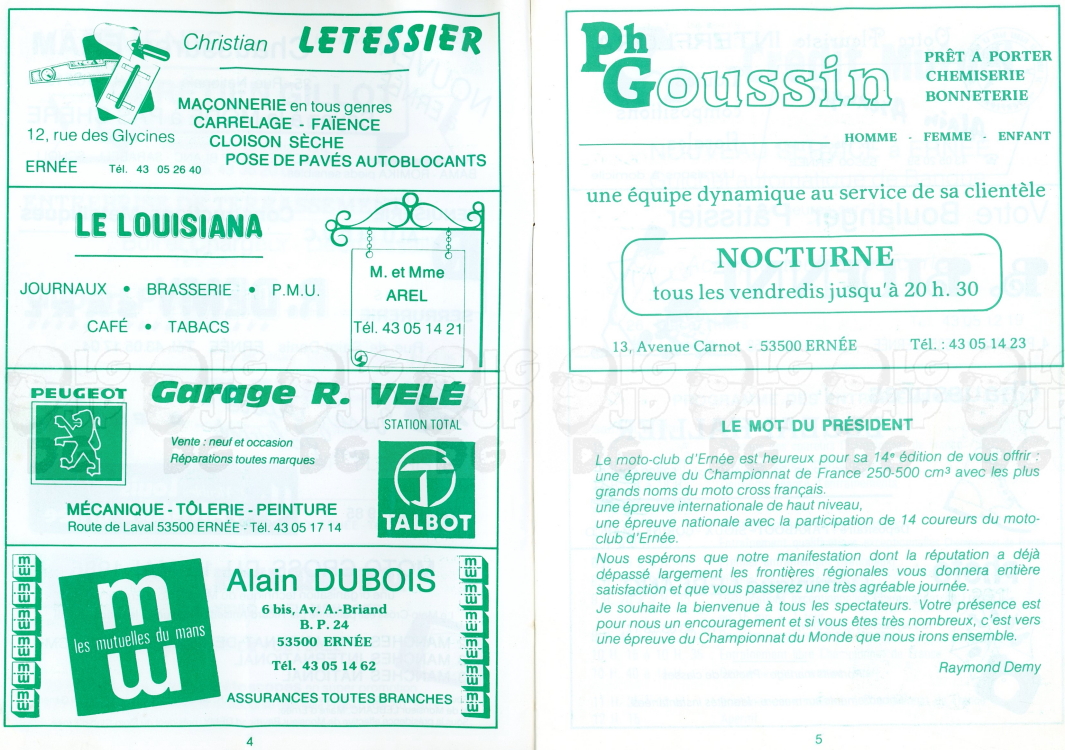 Christian LETESSIER
MAÇONNERIE en tous genres
CARRELAGE - FAÏENCE
12, rue des Glycines
CLOISON SÈCHE
POSE DE PAVÉS AUTOBLOCANTS
ERNÉE Tél. 43 05 26 40
LE LOUISIANA
JOURNAUX • BRASSERIE • P.M.U.
CAFÉ • TABACS
M. et Mme
AREL
Tél. 43 05 14 21
PEUGEOT
Garage R. VELÉ
STATION TOTAL
Vente : neuf et occasion
Réparations toutes marques
MÉCANIQUE - TÔLERIE - PEINTURE
Route de Laval 53500 ERNÉE - Tél. 43 05 17 14
TALBOT
les mutuelles du mans
Alain DUBOIS
6 bis, Av. A.-Briand
B. P. 24
53500 ERNÉE
Tél. 43 05 14 62
ASSURANCES TOUTES BRANCHES
4
Ph
Goussin
PRÊT A PORTER
CHEMISERIE
BONNETERIE
HOMME - FEMME - ENFANT
une équipe dynamique au service de sa clientèle
NOCTURNE
tous les vendredis jusqu'à 20 h. 30
13, Avenue Carnot - 53500 ERNÉE Tél. : 43 05 14 23
LE MOT DU PRÉSIDENT
Le moto-club d'Ernée est heureux pour sa 14e édition de vous offrir :
une épreuve du Championnat de France 250-500 cm³ avec les plus
grands noms du moto cross français.
une épreuve internationale de haut niveau,
une épreuve nationale avec la participation de 14 coureurs du moto-
club d'Ernée.
Nous espérons que notre manifestation dont la réputation a déjà
dépassé largement les frontières régionales vous donnera entière
satisfaction et que vous passerez une très agréable journée.
Je souhaite la bienvenue à tous les spectateurs. Votre présence est
pour nous un encouragement et si vous êtes très nombreux, c'est vers
une épreuve du Championnat du Monde que nous irons ensemble.
Raymond Demy
5